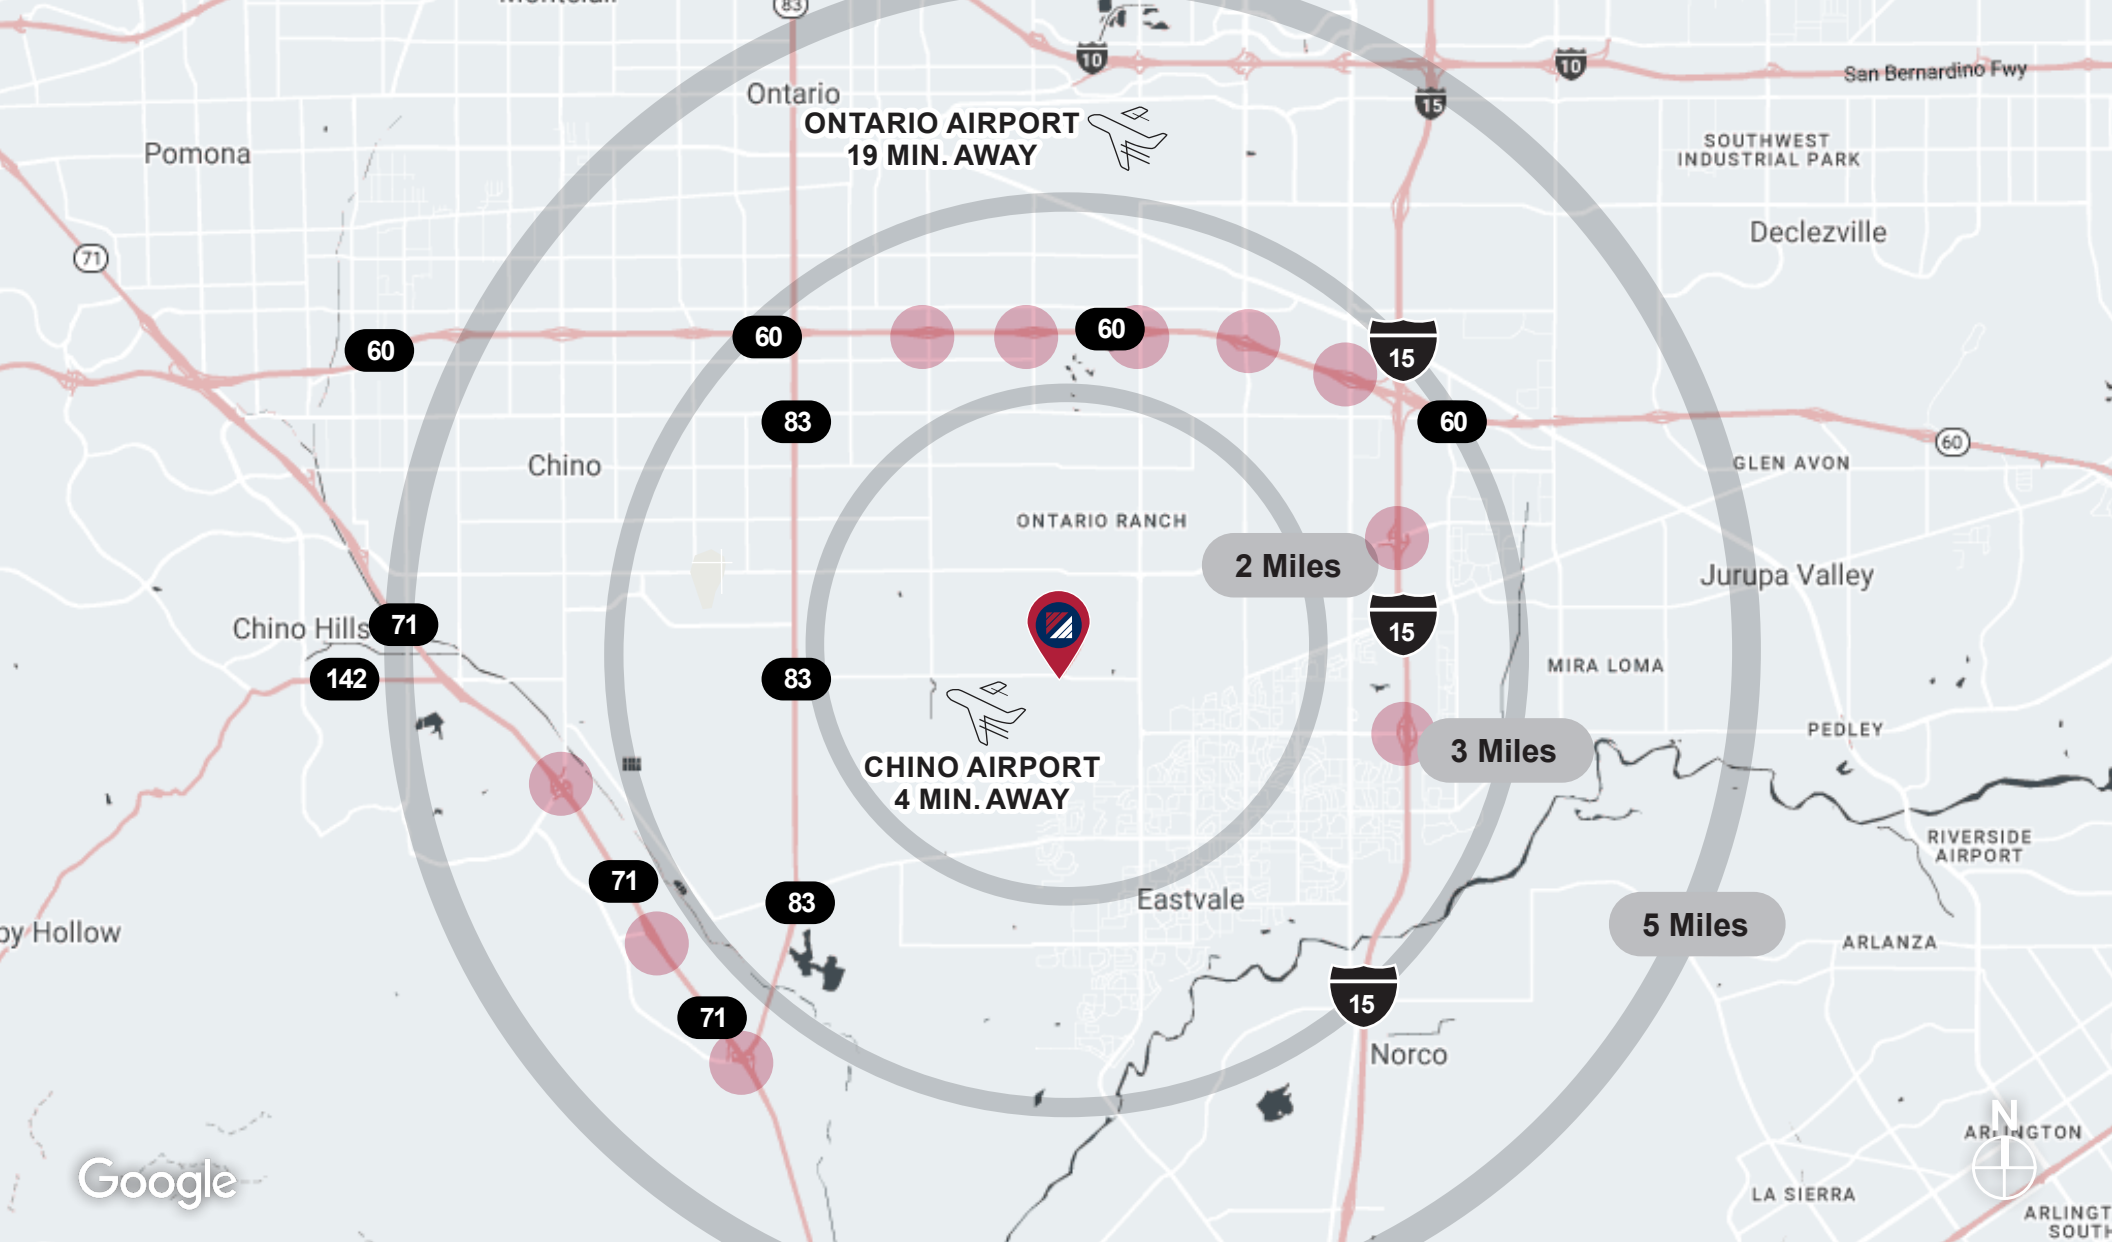 83
10
10
San Bernardino Fwy
Ontario
15
ONTARIO AIRPORT
19 MIN. AWAY
Pomona
SOUTHWEST
INDUSTRIAL PARK
Declezville
71
60
60
60
15
60
83
60
GLEN AVON
Chino
ONTARIO RANCH
2 Miles
Jurupa Valley
Chino Hills
71
15
142
83
MIRA LOMA
PEDLEY
3 Miles
CHINO AIRPORT
4 MIN. AWAY
RIVERSIDE
AIRPORT
71
83
Eastvale
5 Miles
Hollow
ARLANZA
71
15
Norco
N
ARLINGTON
Google
LA SIERRA